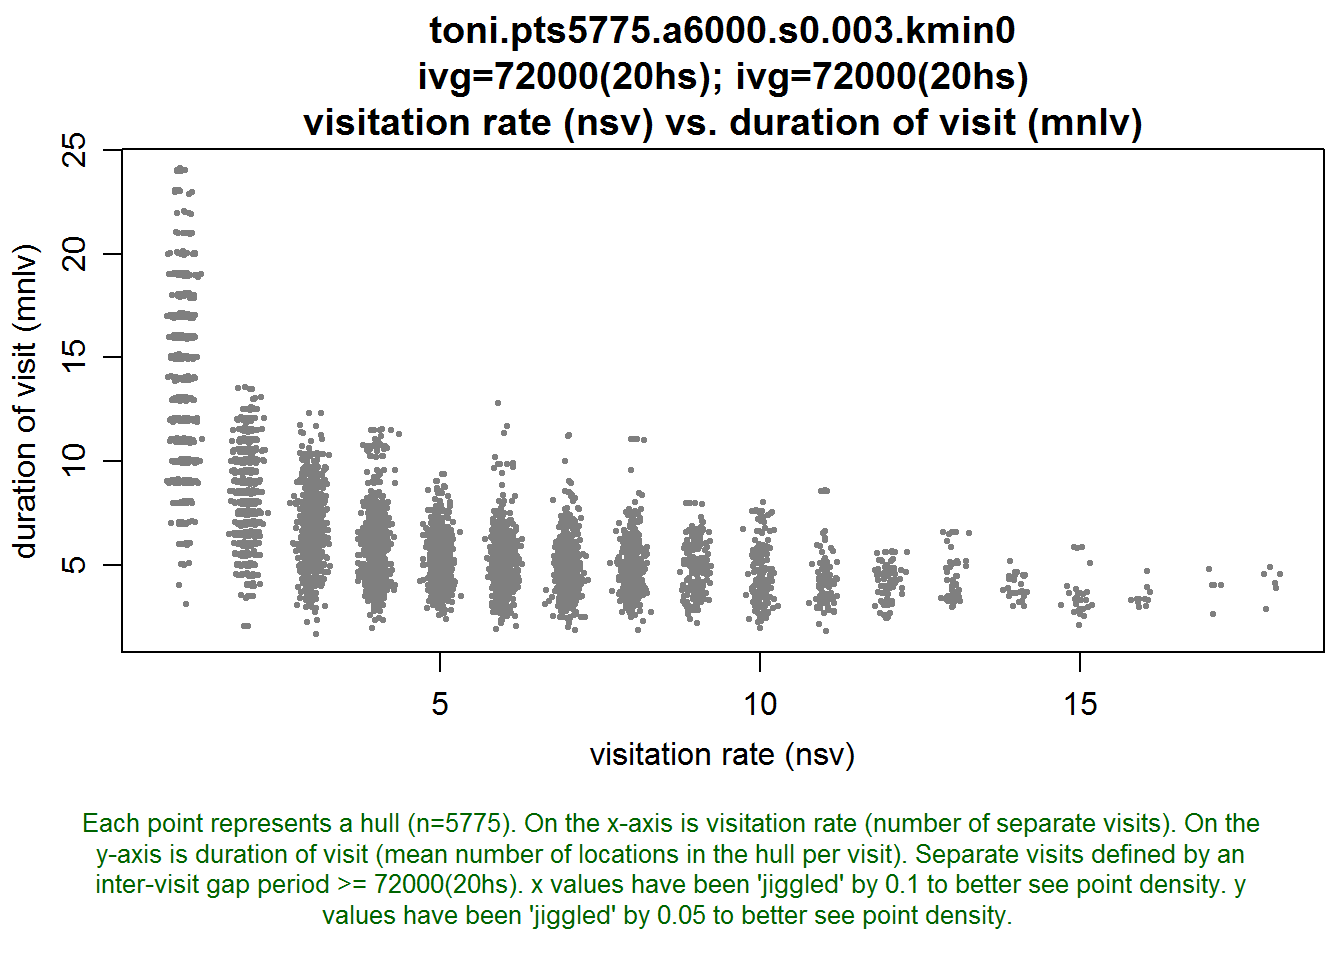 toni.pts5775.a6000.s0.003.kmin0
ivg=72000(20hs); ivg=72000(20hs)
visitation rate (nsv) vs. duration of visit (mnlv)
25
20
15
10
5
duration of visit (mnlv)
5
10
15
visitation rate (nsv)
Each point represents a hull (n=5775). On the x-axis is visitation rate (number of separate visits). On the
y-axis is duration of visit (mean number of locations in the hull per visit). Separate visits defined by an
inter-visit gap period >= 72000(20hs). x values have been 'jiggled' by 0.1 to better see point density. y
values have been 'jiggled' by 0.05 to better see point density.